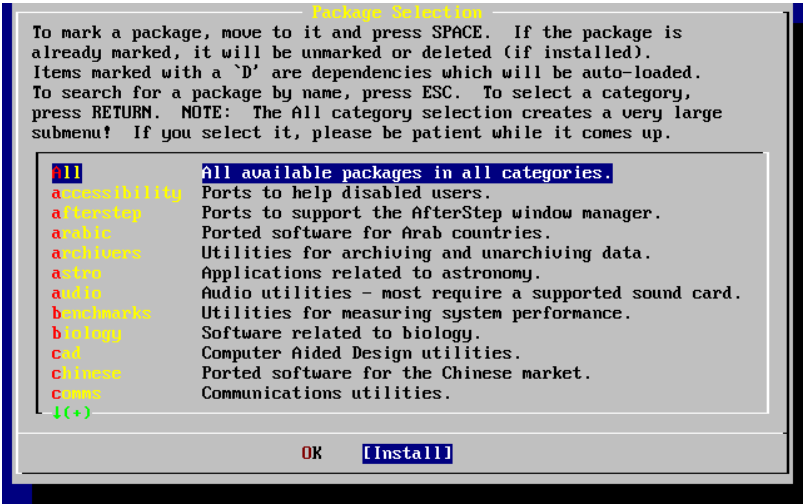 Package Selection
To mark a package, move to it and press SPACE.  If the package is
already marked, it will be unmarked or deleted (if installed).
Items marked with a `D' are dependencies which will be auto-loaded.
To search for a package by name, press ESC.  To select a category,
press RETURN.  NOTE:  The All category selection creates a very large
submenu!  If you select it, please be patient while it comes up.
All All available packages in all categories.
accessibility Ports to help disabled users.
afterstep Ports to support the AfterStep window manager.
arabic Ported software for Arab countries.
archivers Utilities for archiving and unarchiving data.
astro Applications related to astronomy.
audio Audio utilities - most require a supported sound card.
benchmarks Utilities for measuring system performance.
biology Software related to biology.
cad Computer Aided Design utilities.
chinese Ported software for the Chinese market.
comms Communications utilities.
↓(+)
OK [Install]